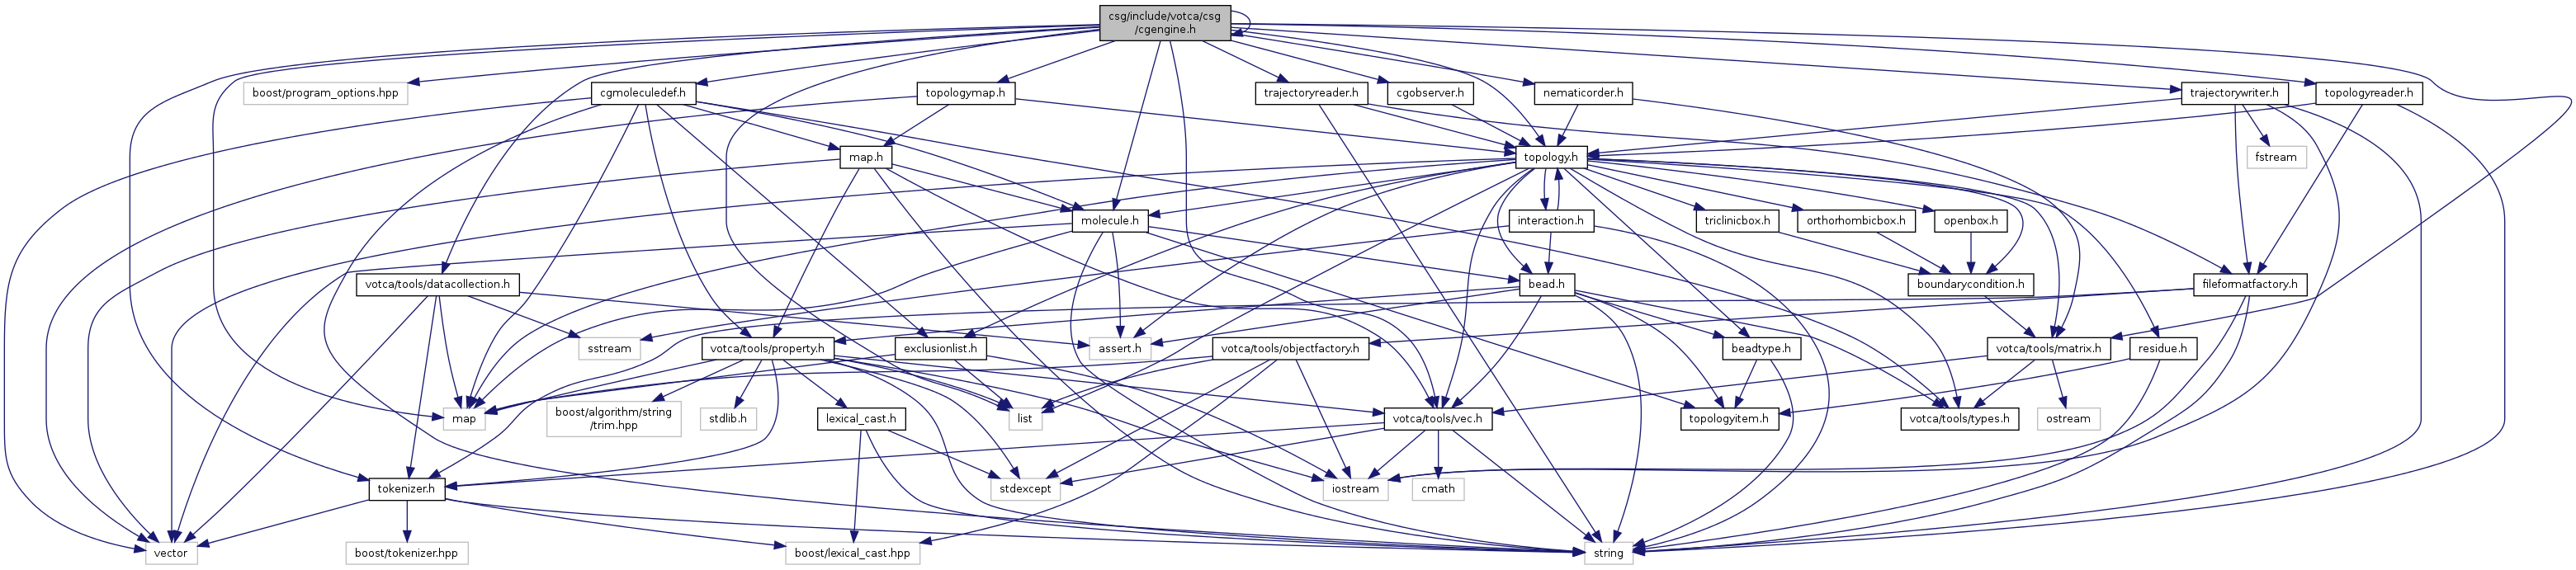 csg/include/votca/csg
/cgengine.h
boost/program_options.hpp
cgmoleculedef.h
topologymap.h
trajectoryreader.h
cgobserver.h
nematicorder.h
trajectorywriter.h
topologyreader.h
map.h
topology.h
fstream
molecule.h
interaction.h
triclinicbox.h
orthorhombicbox.h
openbox.h
votca/tools/datacollection.h
bead.h
boundarycondition.h
fileformatfactory.h
sstream
votca/tools/property.h
exclusionlist.h
assert.h
votca/tools/objectfactory.h
beadtype.h
votca/tools/matrix.h
residue.h
map
boost/algorithm/string
/trim.hpp
stdlib.h
lexical_cast.h
list
votca/tools/vec.h
topologyitem.h
votca/tools/types.h
ostream
tokenizer.h
stdexcept
iostream
cmath
vector
boost/tokenizer.hpp
boost/lexical_cast.hpp
string